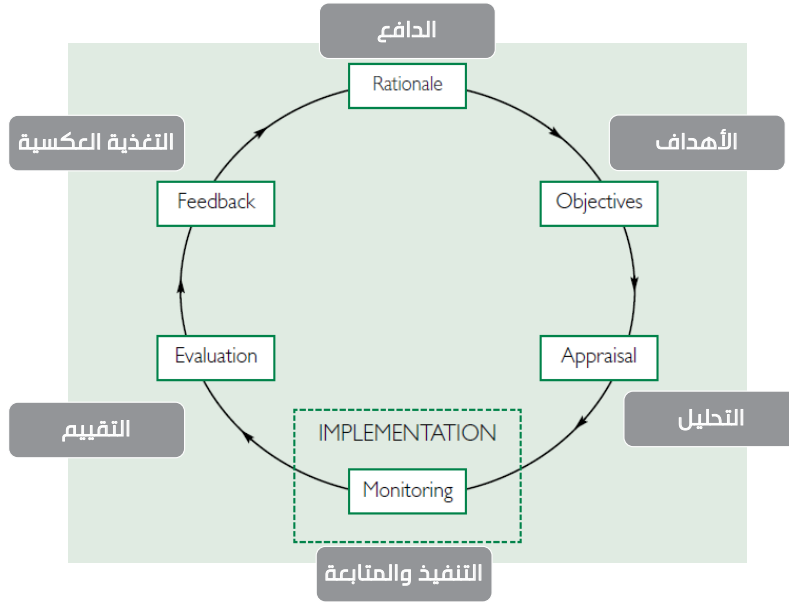 الدافع
Rationale
التغذية العكسية
الأهداف
Feedback
Objectives
Evaluation
Appraisal
التقييم
التحليل
IMPLEMENTATION
Monitoring
التنفيذ والمتابعة